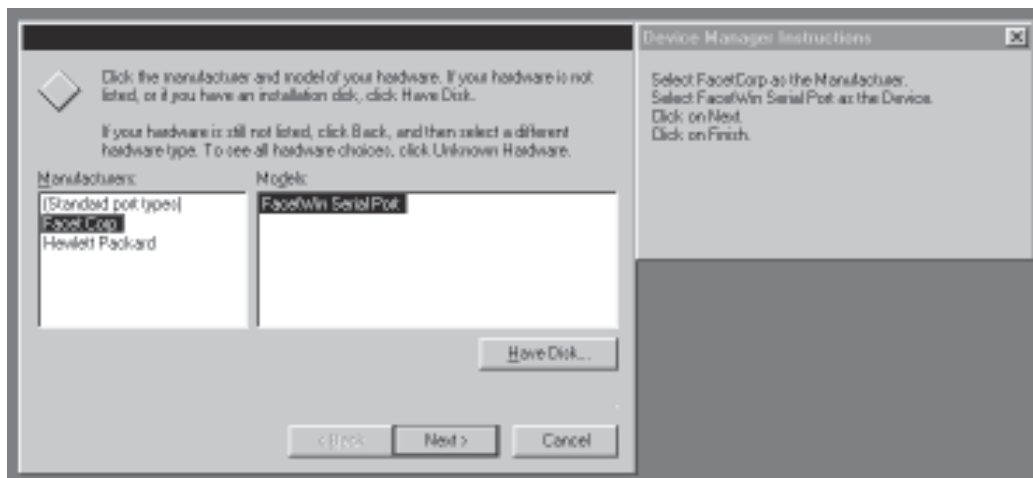 Click the manufacturer and model of your hardware. If your hardware is not
listed, or if you have an installation disk, click Have Disk.
If your hardware is still not listed, click Back, and then select a different
hardware type. To see all hardware choices, click Unknown Hardware.
Manufacturers:
Models:
(Standard port types)
Facet Corp.
Hewlett Packard
FacetWin Serial Port
Have Disk...
< Back
Next >
Cancel
Device Manager Instructions
Select FacetCorp as the Manufacturer.
Select FacetWin Serial Port as the Device.
Click on Next.
Click on Finish.